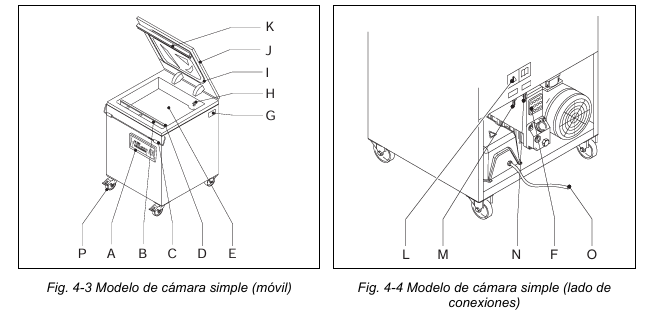 K
J
I
H
G
P A B C D E
L M N F O
Fig. 4-3 Modelo de cámara simple (móvil)
Fig. 4-4 Modelo de cámara simple (lado de
conexiones)